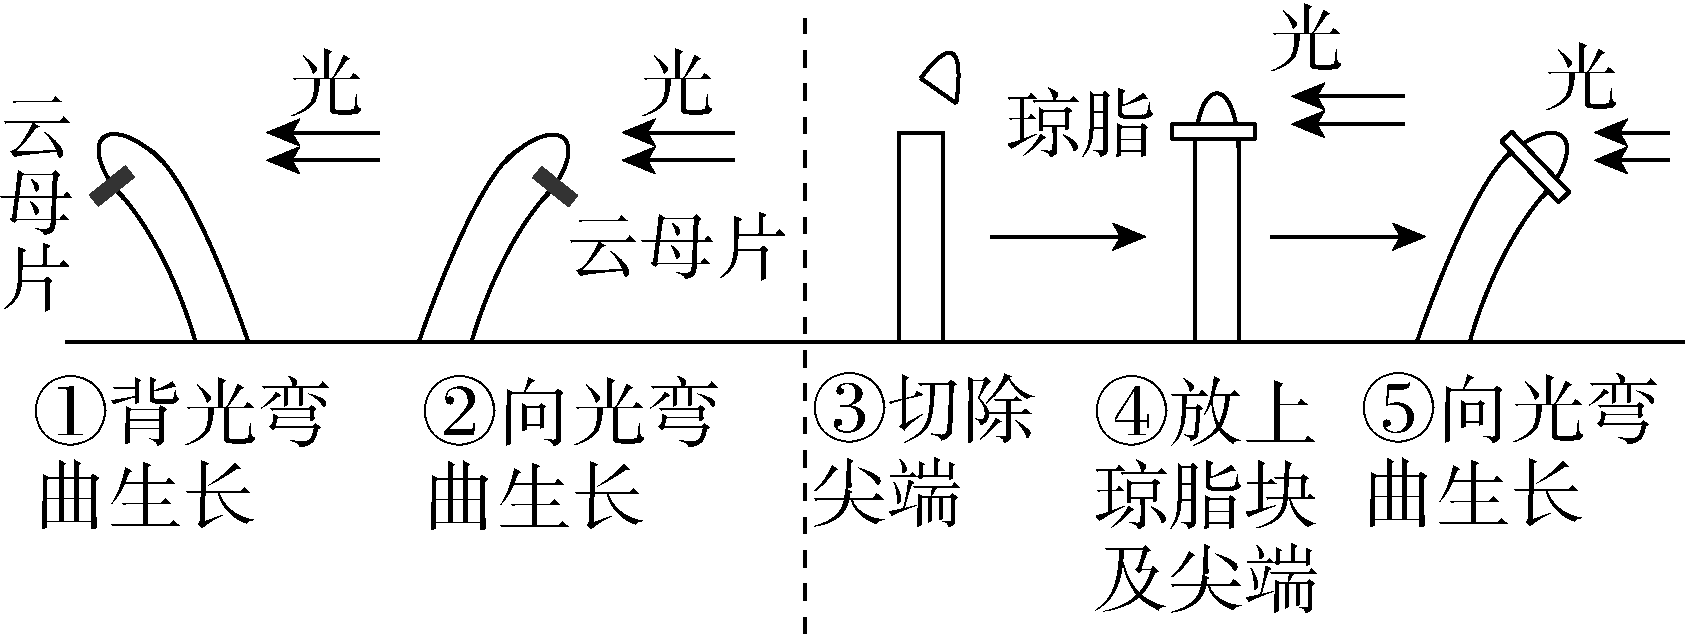 光
光
光
光
云母片
云母片
琼脂
①背光弯
曲生长
②向光弯
曲生长
③切除
尖端
④放上
琼脂块
及尖端
⑤向光弯
曲生长